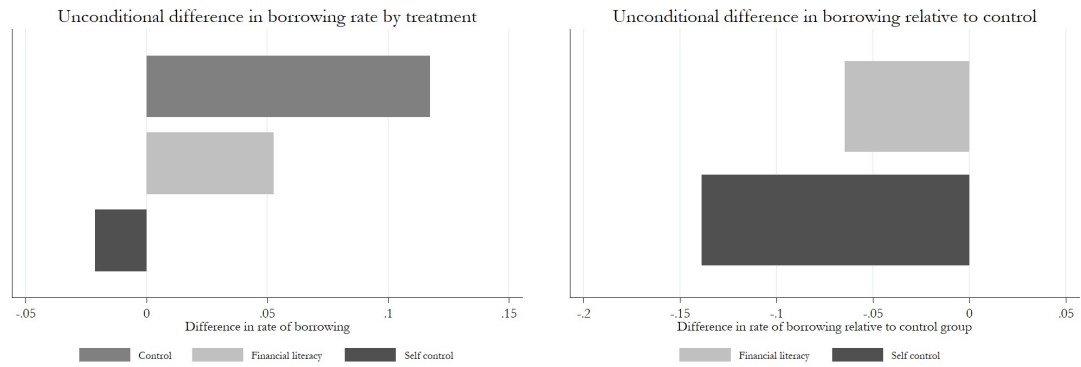 Unconditional difference in borrowing rate by treatment
-.05 0 .05 .1 .15
Difference in rate of borrowing
Control Financial literacy Self control
Unconditional difference in borrowing relative to control
-.2 -.15 -.1 -.05 0 .05
Difference in rate of borrowing relative to control group
Financial literacy Self control